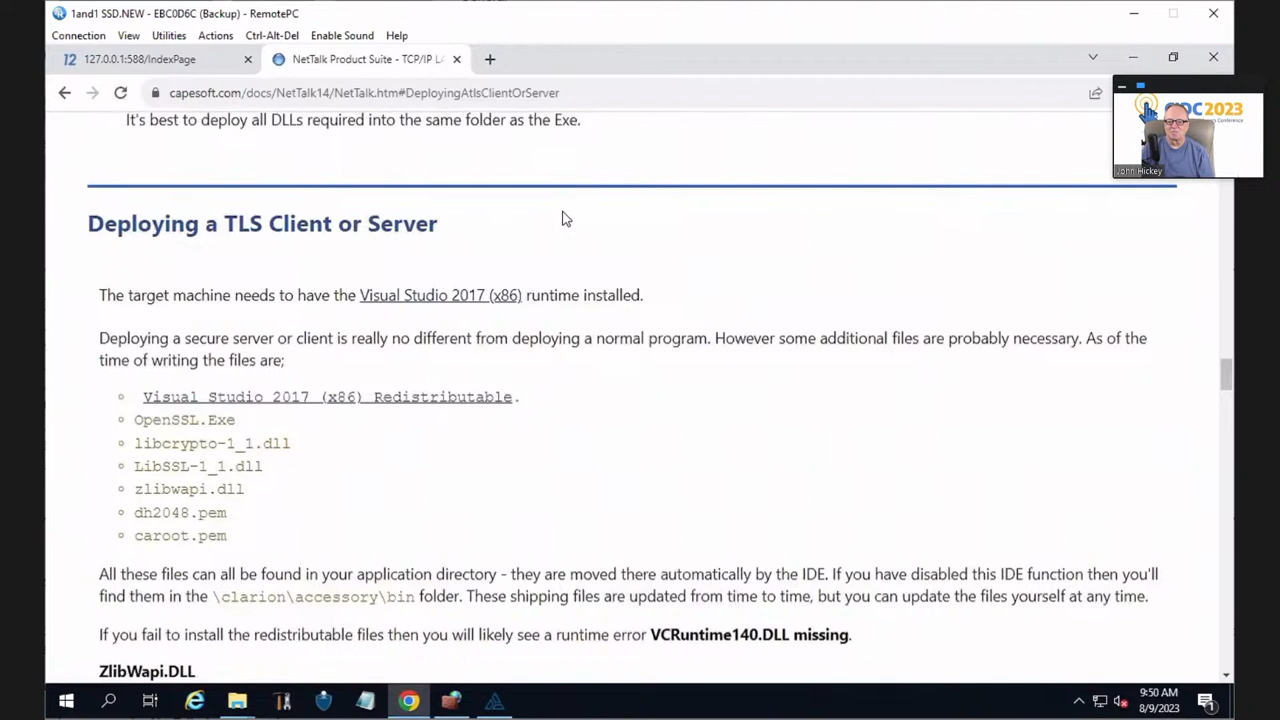 1and1 SSD.NEW - EBC0D6C (Backup) - RemotePC
Connection View Utilities Actions Ctrl-Alt-Del Enable Sound Help
12 127.0.0.1:588/IndexPage
NetTalk Product Suite - TCP/IP LA
capesoft.com/docs/NetTalk14/NetTalk.htm#DeployingAtlsClientOrServer
CIDC 2023
John Hickey
It's best to deploy all DLLs required into the same folder as the Exe.
Deploying a TLS Client or Server
The target machine needs to have the Visual Studio 2017 (x86) runtime installed.
Deploying a secure server or client is really no different from deploying a normal program. However some additional files are probably necessary. As of the
time of writing the files are;
Visual Studio 2017 (x86) Redistributable.
OpenSSL.Exe
libcrypto-1_1.dll
LibSSL-1_1.dll
zlibwapi.dll
dh2048.pem
caroot.pem
All these files can all be found in your application directory - they are moved there automatically by the IDE. If you have disabled this IDE function then you'll
find them in the \clarion\accessory\bin folder. These shipping files are updated from time to time, but you can update the files yourself at any time.
If you fail to install the redistributable files then you will likely see a runtime error VCRuntime140.DLL missing.
ZlibWapi.DLL
9:50 AM
8/9/2023
1